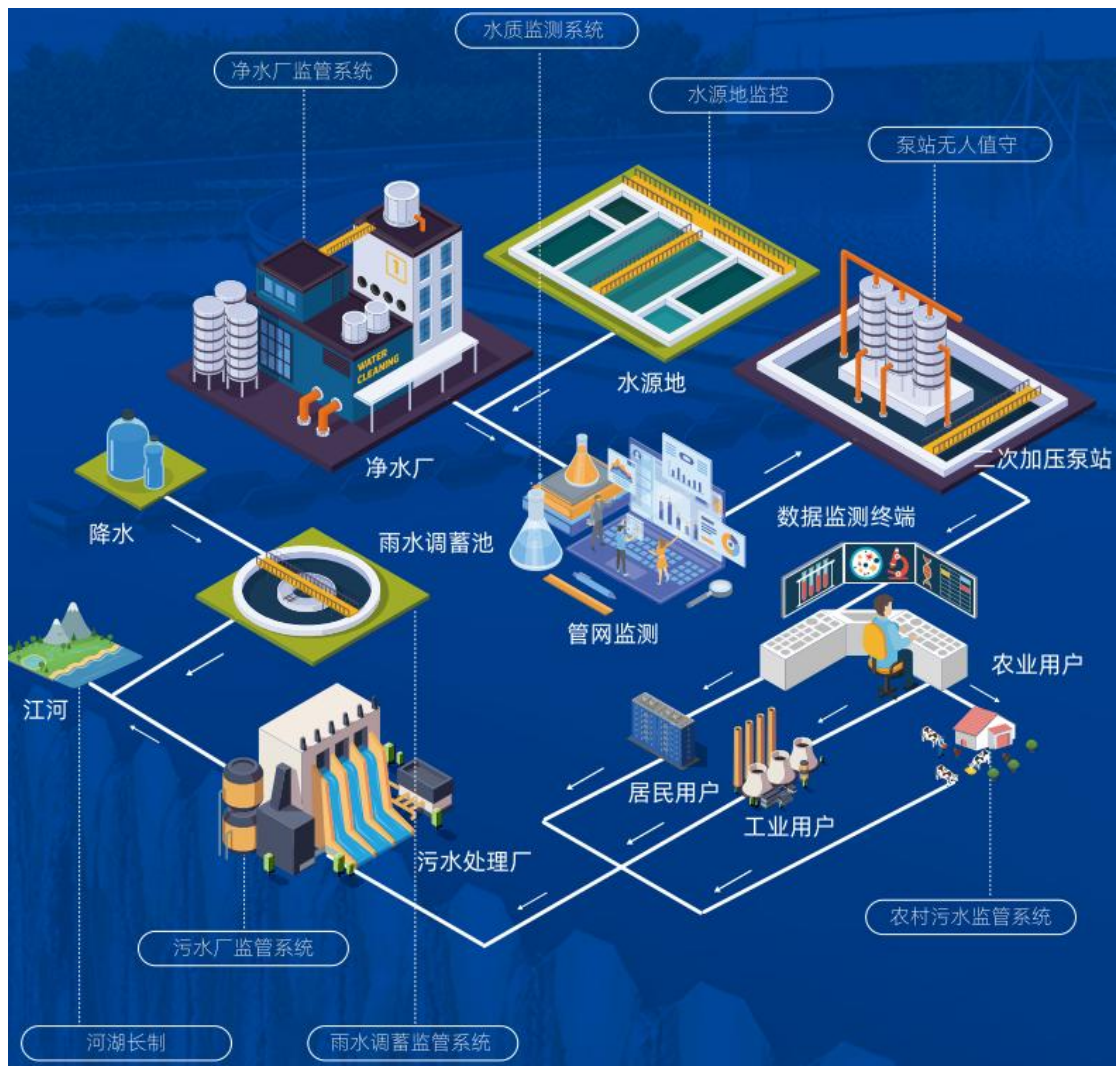 水质监测系统
净水厂监管系统
水源地监控
泵站无人值守
1
WATER
CLEANING
水源地
净水厂
二次加压泵站
降水
雨水调蓄池
数据监测终端
管网监测
农业用户
江河
居民用户
工业用户
污水处理厂
农村污水监管系统
污水厂监管系统
河湖长制
雨水调蓄监管系统